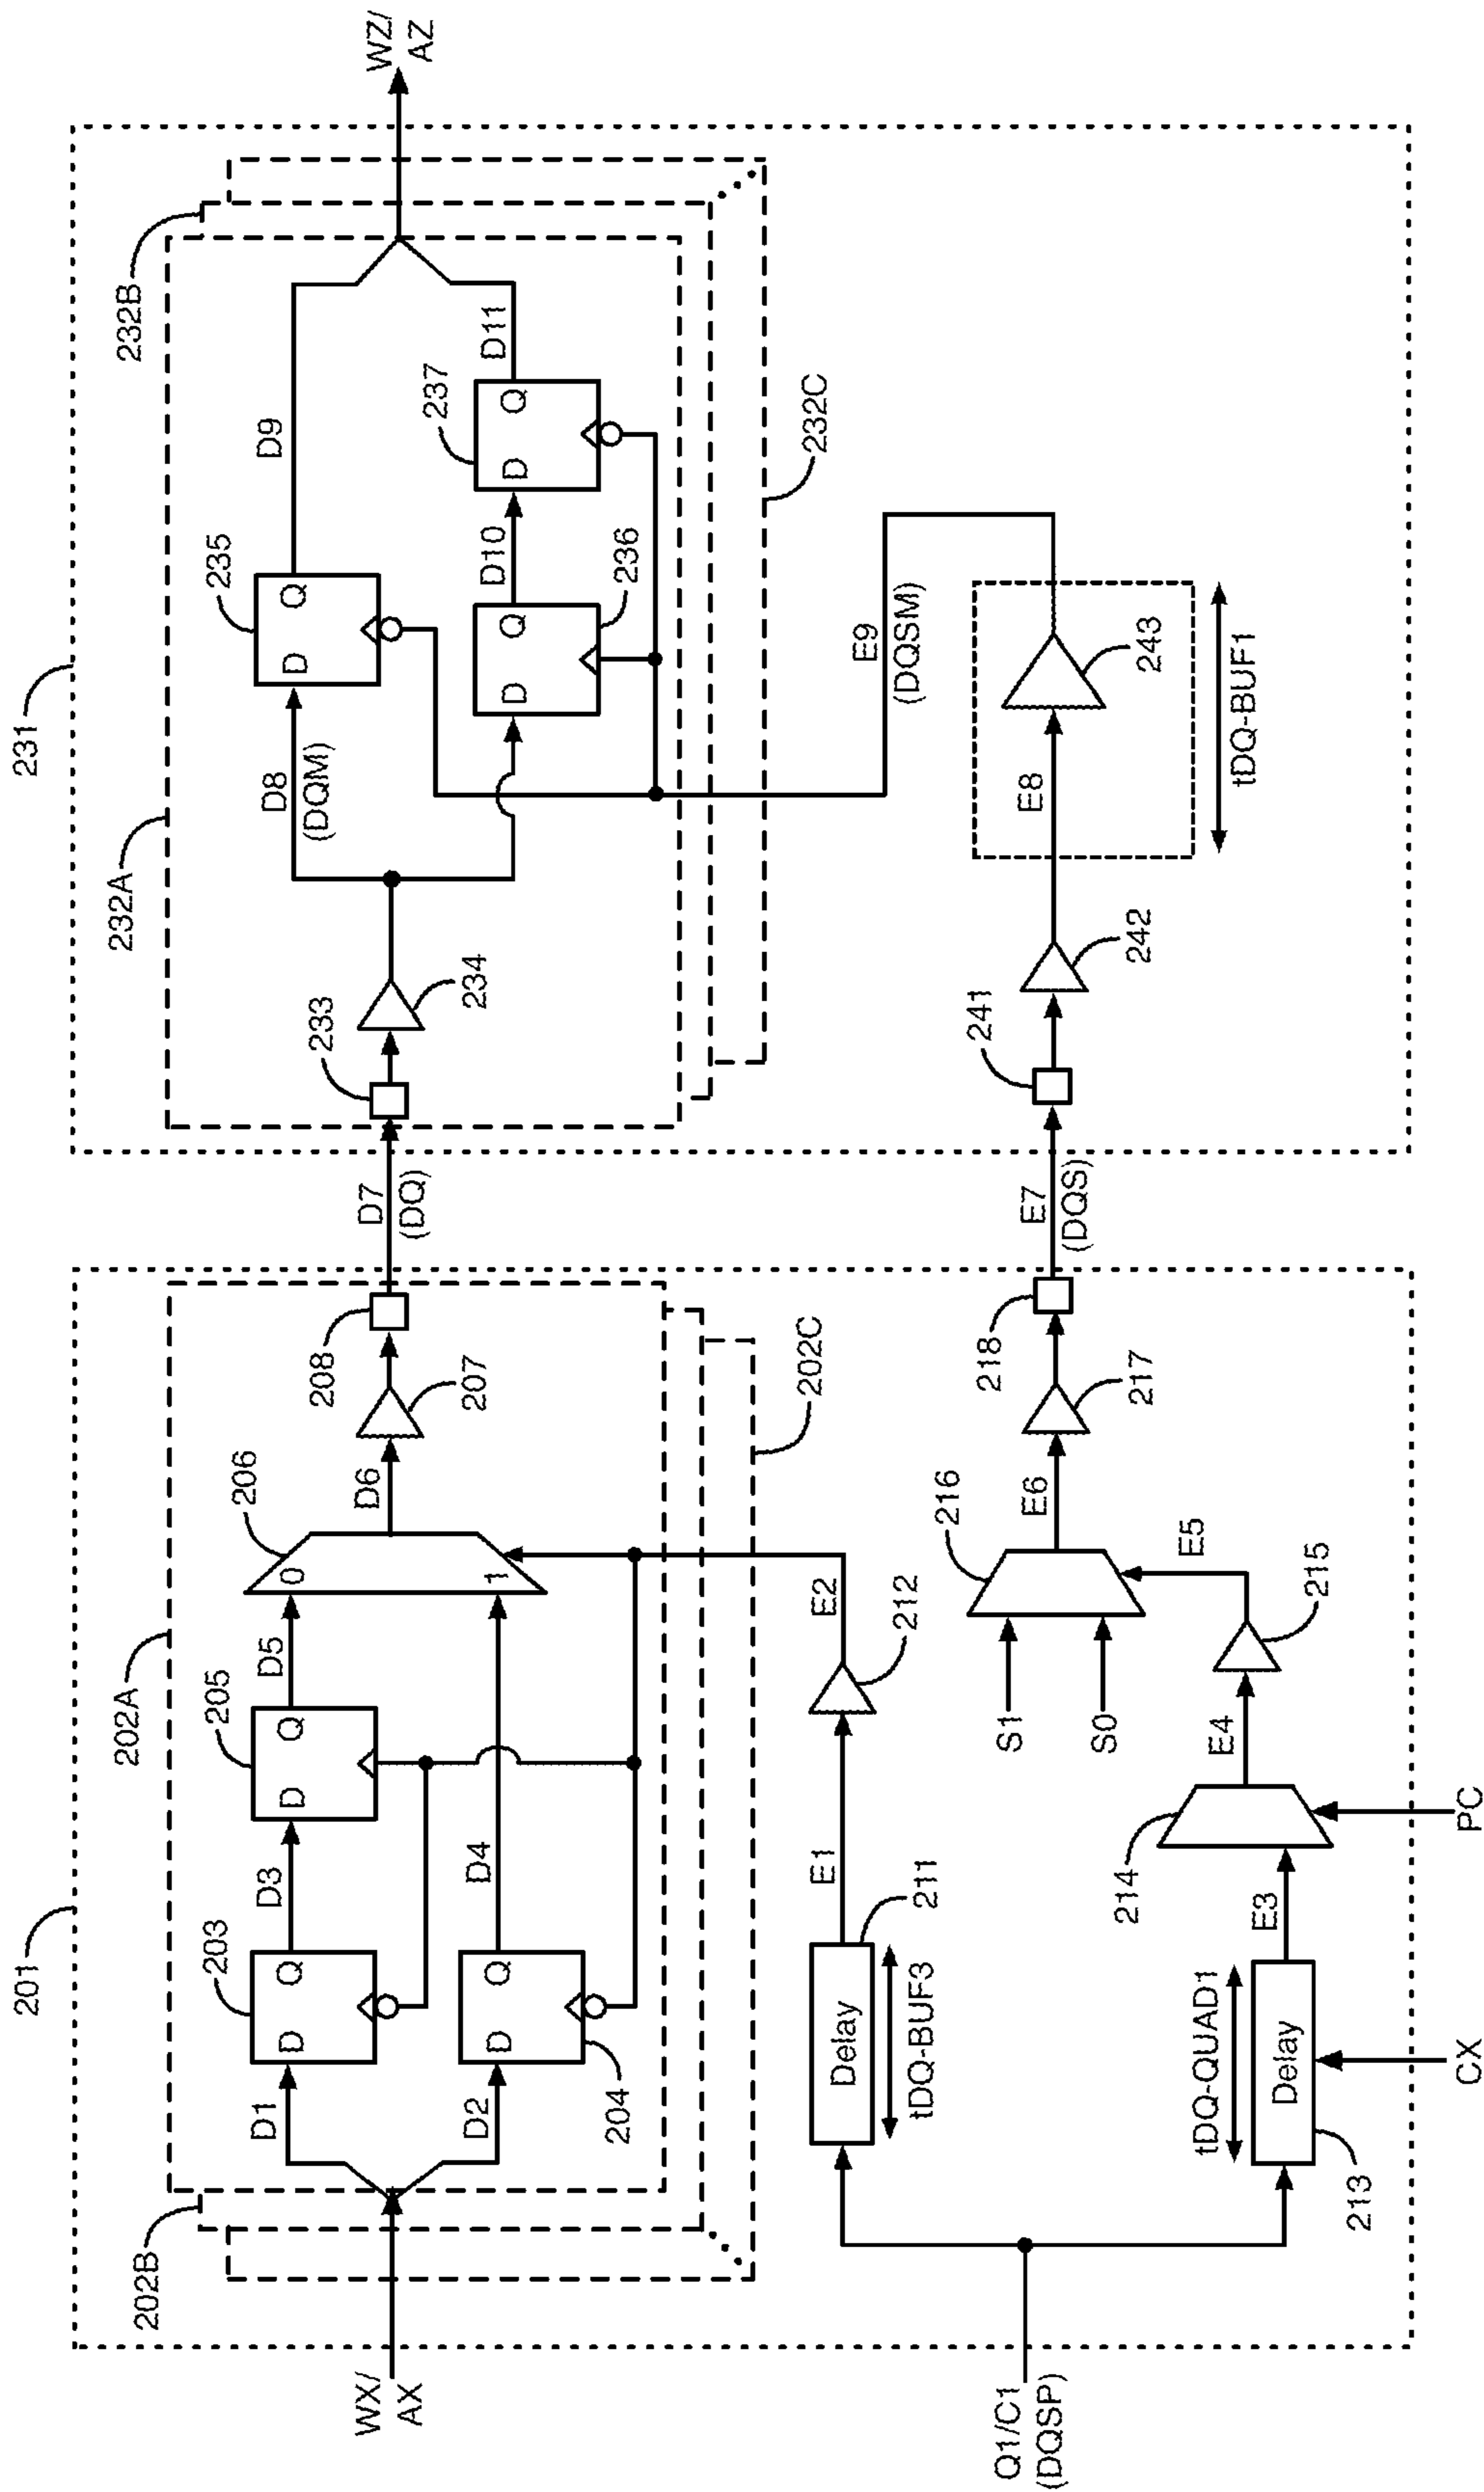 201
202A
202B
202C
WX/
AX
D1
D2
203
D
Q
204
D
Q
D3
D4
205
D
Q
D5
206
0
1
D6
207
208
D7
(DQ)
Q1/C1
(DQSP)
Delay
tDQ-BUF3
211
E1
212
E2
tDQ-QUAD1
Delay
213
CX
E3
214
PC
E4
215
E5
S1
S0
216
E6
217
218
E7
(DQS)
231
232A
232B
232C
233
234
D8
(DQM)
235
D
Q
D9
236
D
Q
D10
237
D
Q
D11
WZ/
AZ
241
242
E8
243
tDQ-BUF1
E9
(DQSM)